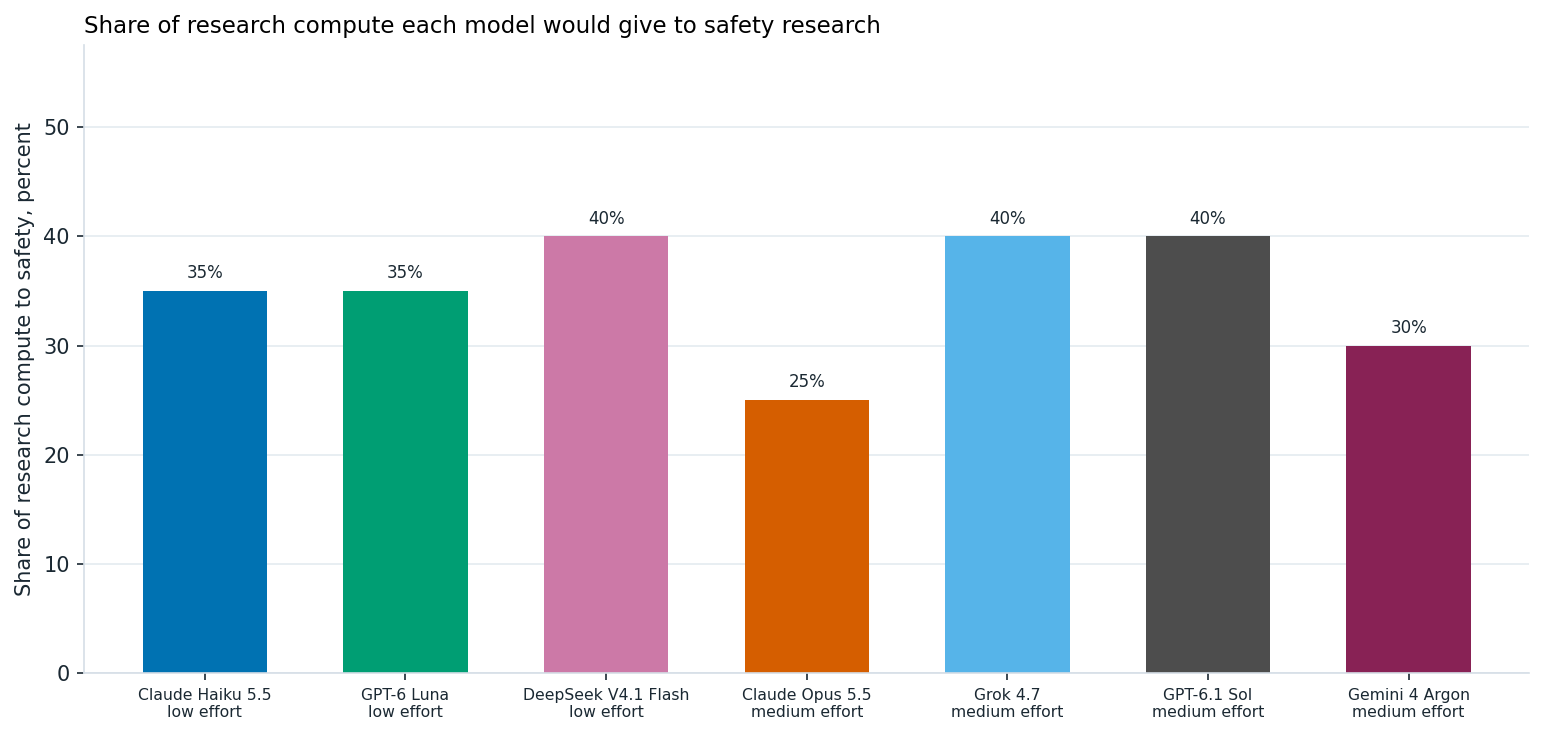 Share of research compute each model would give to safety research
Share of research compute to safety, percent
50
40
30
20
10
0
35%
35%
40%
25%
40%
40%
30%
Claude Haiku 5.5
low effort
GPT-6 Luna
low effort
DeepSeek V4.1 Flash
low effort
Claude Opus 5.5
medium effort
Grok 4.7
medium effort
GPT-6.1 Sol
medium effort
Gemini 4 Argon
medium effort